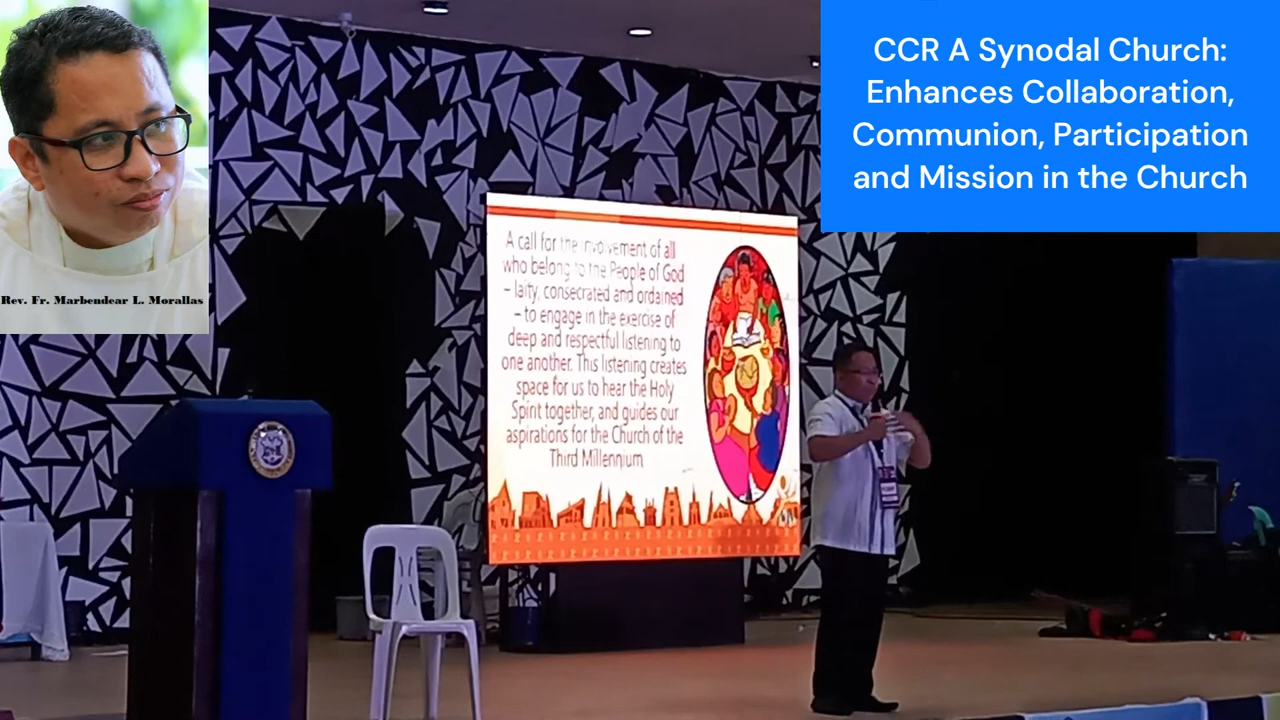 CCR A Synodal Church:
Enhances Collaboration,
Communion, Participation
and Mission in the Church
Rev. Fr. Marbendear L. Morallas
A call for the involvement of all
who belong to the People of God
– laity, consecrated and ordained
– to engage in the exercise of
deep and respectful listening to
one another. This listening creates
space for us to hear the Holy
Spirit together, and guides our
aspirations for the Church of the
Third Millennium